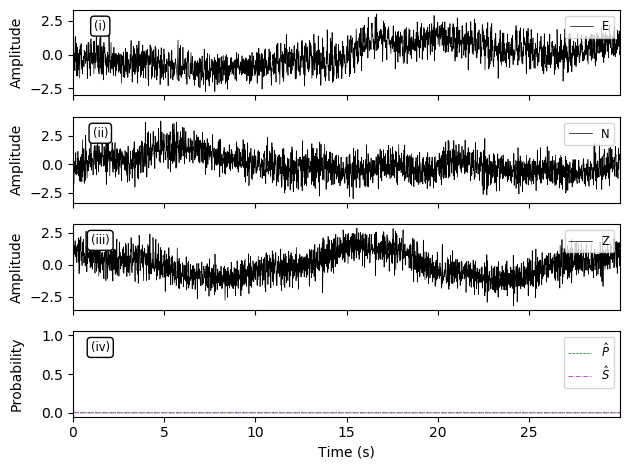 2.5
0.0
−2.5
Amplitude
(i)
E
2.5
0.0
−2.5
Amplitude
(ii)
N
2.5
0.0
−2.5
Amplitude
(iii)
Z
1.0
0.5
0.0
Probability
(iv)
P̂
Ŝ
0 5 10 15 20 25
Time (s)